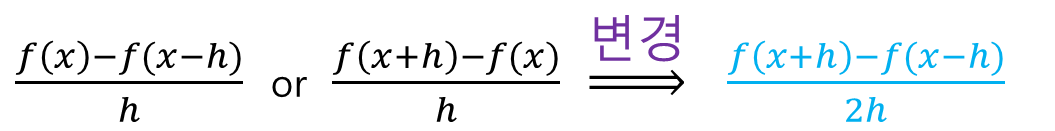 f(x)−f(x−h)/h or f(x+h)−f(x)/h 변경 ⟹ f(x+h)−f(x−h)/2h